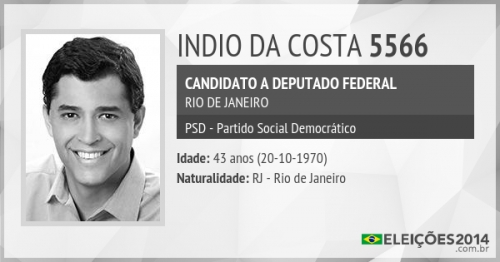 INDIO DA COSTA 5566
CANDIDATO A DEPUTADO FEDERAL
RIO DE JANEIRO
PSD - Partido Social Democrático
Idade: 43 anos (20-10-1970)
Naturalidade: RJ - Rio de Janeiro
ELEIÇÕES2014
.com.br